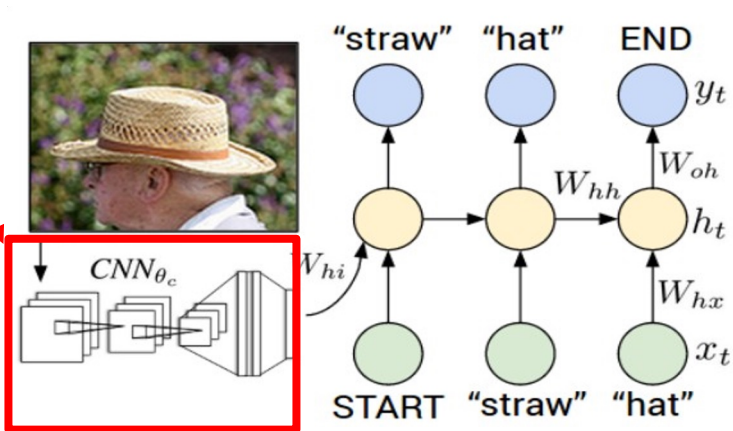 “straw” “hat” END
y_t
W_oh
W_hh
h_t
CNN_θc
W_hi
W_hx
x_t
START “straw” “hat”